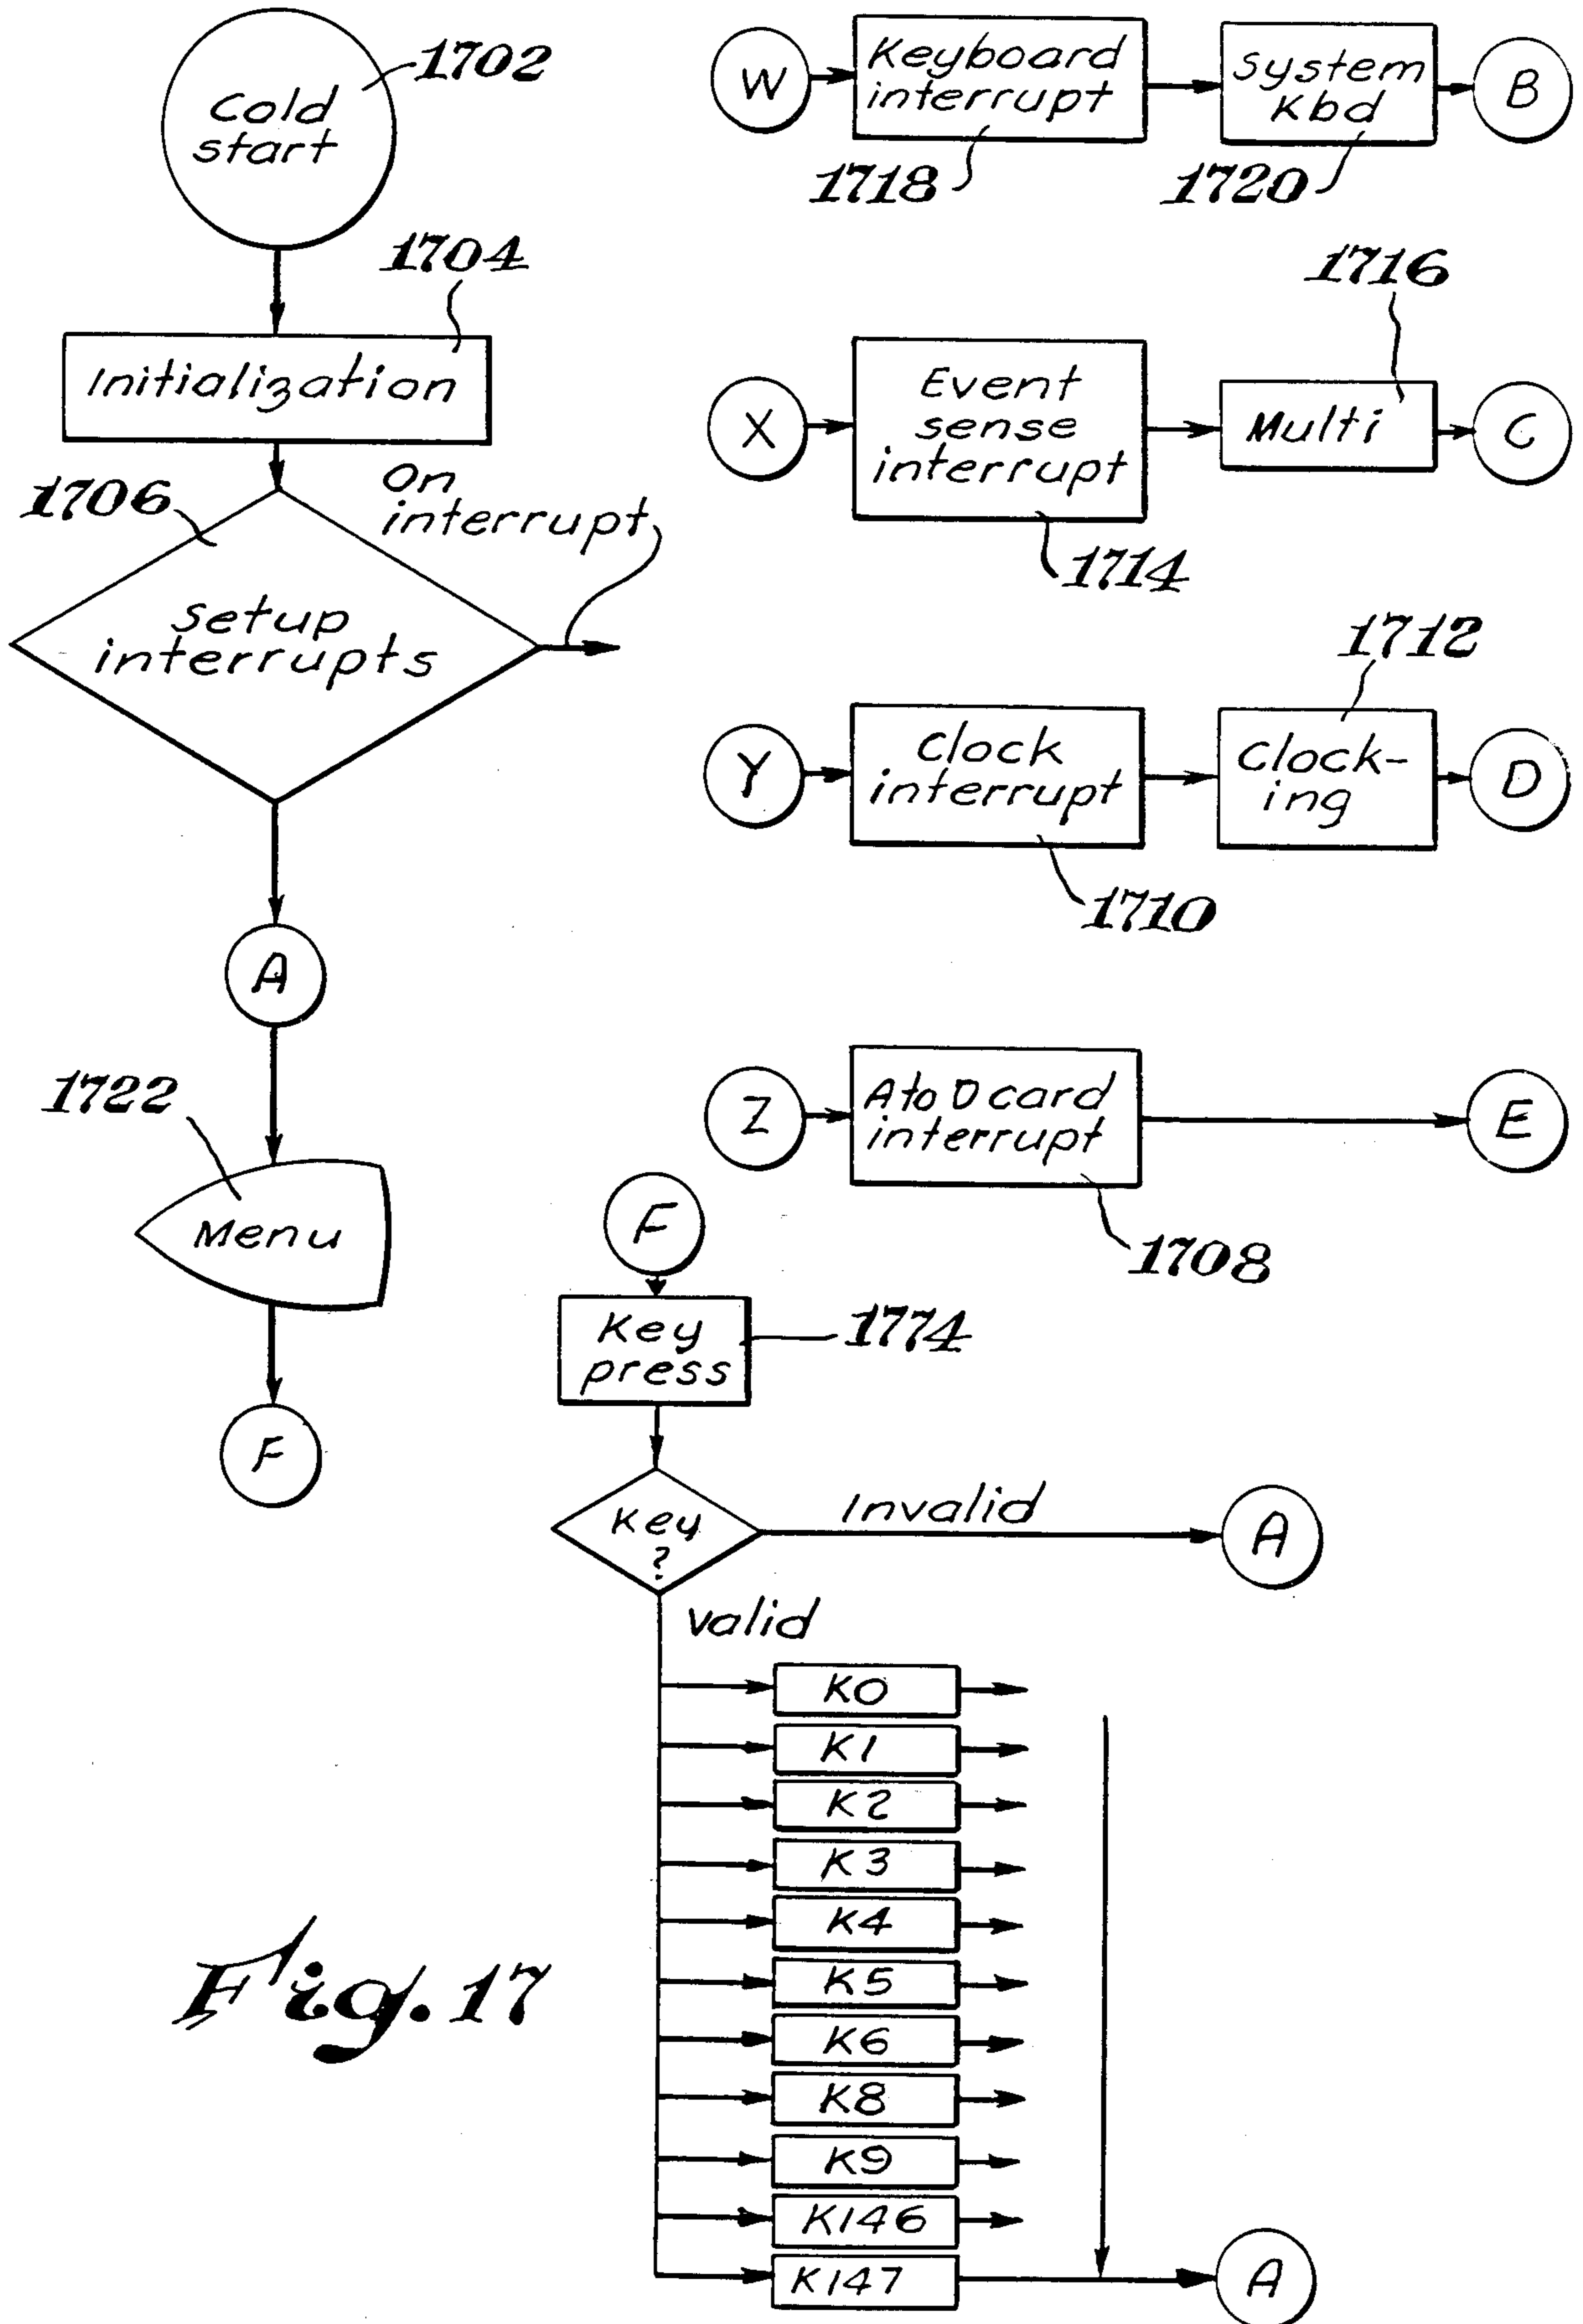 Cold
start
1702
1704
Initialization
1706
On
interrupt
Setup
interrupts
A
1722
Menu
F
W
Keyboard
interrupt
System
Kbd
B
1718
1720
1716
X
Event
sense
interrupt
Multi
C
1714
1712
Y
Clock
interrupt
Clock-
ing
D
1710
Z
A to D card
interrupt
E
1708
F
Key
press
1774
Key
?
Invalid
A
valid
K0
K1
K2
K3
K4
K5
K6
K8
K9
K146
K147
A
Fig. 17